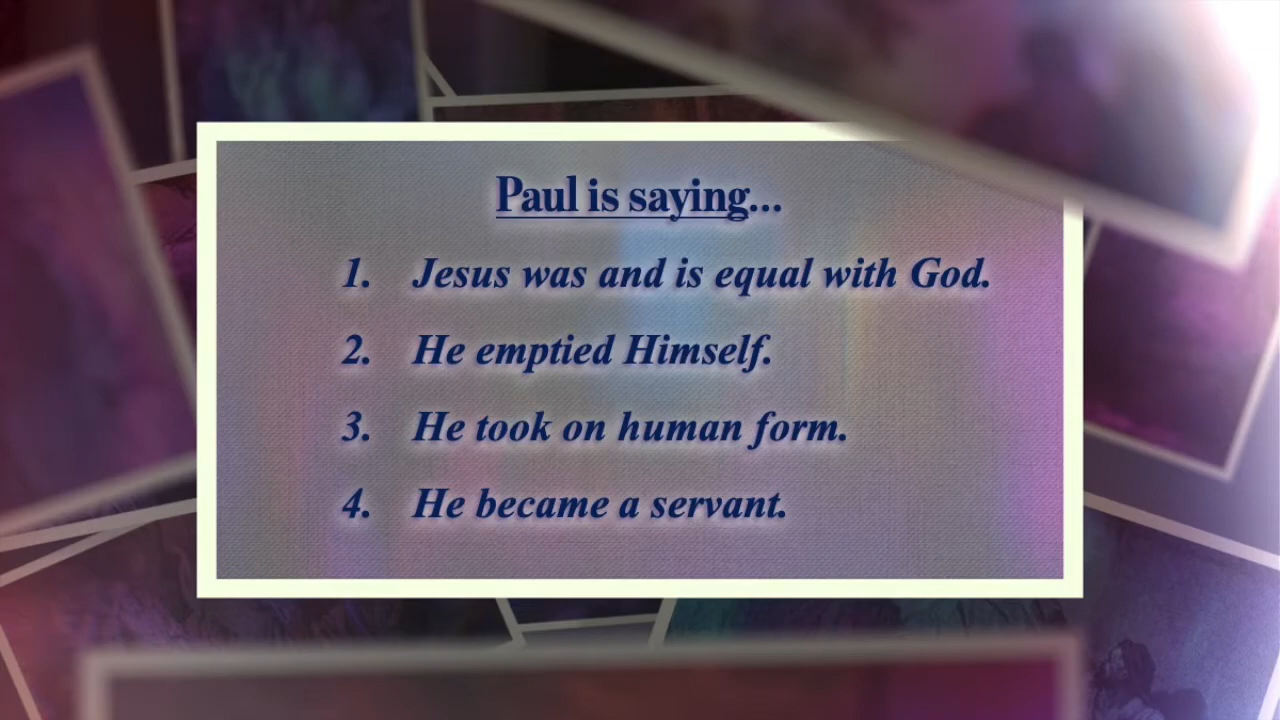 Paul is saying...
1. Jesus was and is equal with God.
2. He emptied Himself.
3. He took on human form.
4. He became a servant.